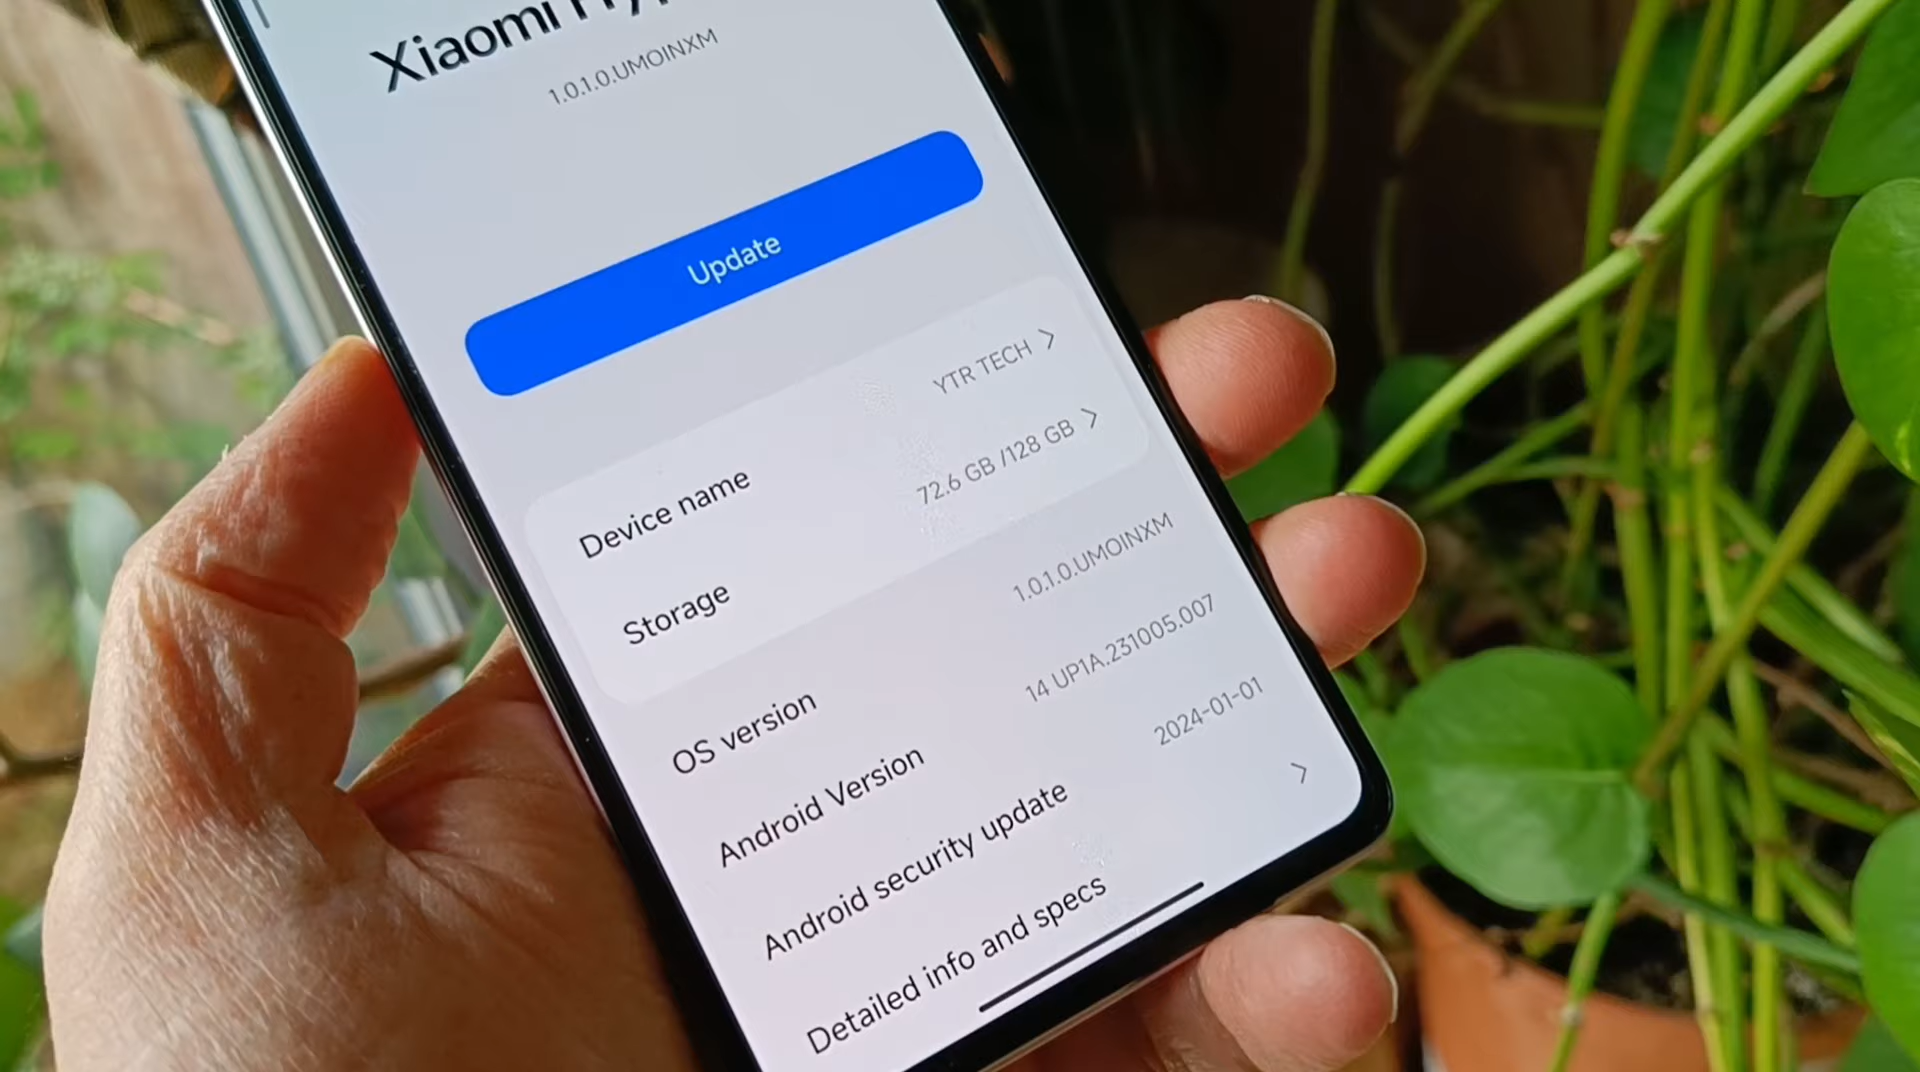 Xiaomi Hyp
1.0.1.0.UMOINXM
Update
Device name YTR TECH >
Storage 72.6 GB /128 GB >
OS version 1.0.1.0.UMOINXM
Android Version 14 UP1A.231005.007
Android security update 2024-01-01
Detailed info and specs >